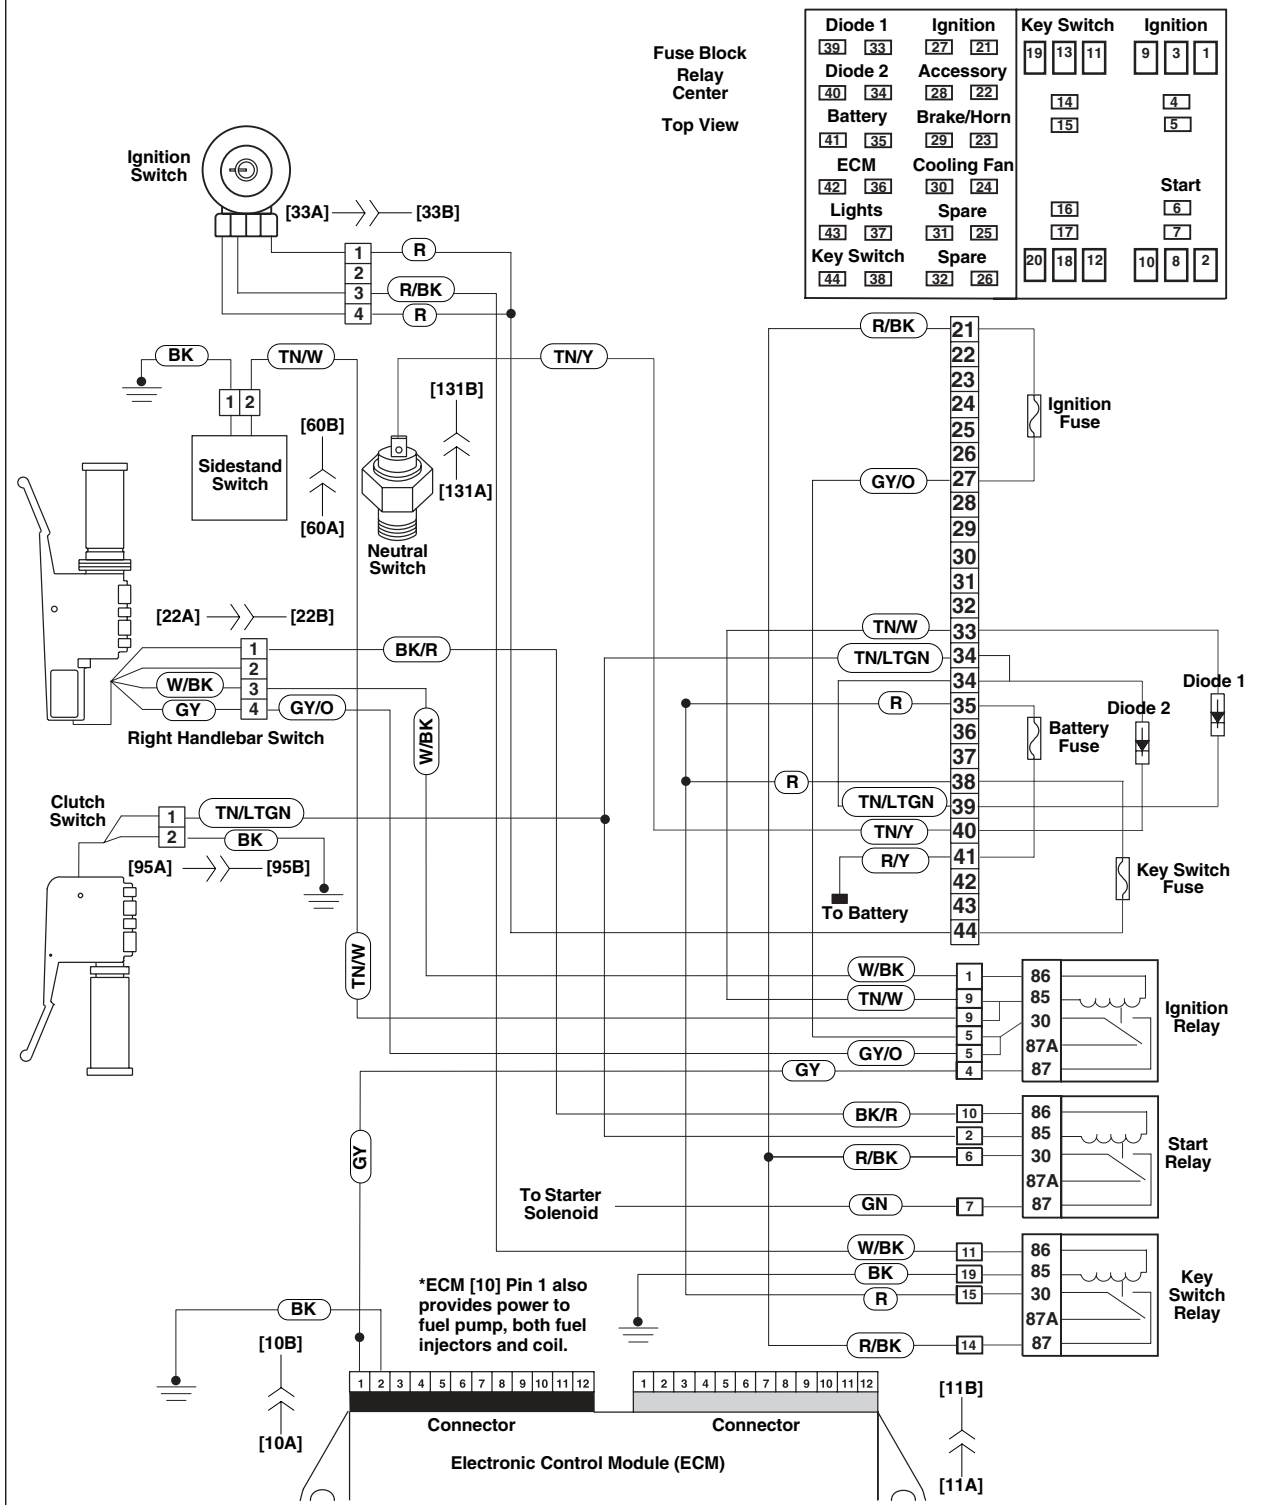 Fuse Block
Relay
Center
Top View
Diode 1
39 33
Diode 2
40 34
Battery
41 35
ECM
42 36
Lights
43 37
Key Switch
44 38
Ignition
27 21
Accessory
28 22
Brake/Horn
29 23
Cooling Fan
30 24
Spare
31 25
Spare
32 26
Key Switch
19 13 11
14
15
16
17
20 18 12
Ignition
9 3 1
4
5
Start
6
7
10 8 2
Ignition
Switch
[33A] [33B]
1
2
3
4
R
R/BK
R
BK
TN/W
1 2
Sidestand
Switch
[60B]
[60A]
TN/Y
[131B]
[131A]
Neutral
Switch
[22A] [22B]
1
2
3
4
W/BK
GY
BK/R
GY/O
W/BK
Right Handlebar Switch
Clutch
Switch
1
2
TN/LTGN
BK
[95A] [95B]
TN/W
R/BK
GY/O
TN/W
TN/LTGN
R
R
TN/LTGN
TN/Y
R/Y
To Battery
21
22
23
24
25
26
27
28
29
30
31
32
33
34
34
35
36
37
38
39
40
41
42
43
44
Ignition
Fuse
Diode 1
Diode 2
Battery
Fuse
Key Switch
Fuse
W/BK
TN/W
GY/O
GY
1
9
9
5
5
4
86
85
30
87A
87
Ignition
Relay
BK/R
R/BK
GN
10
2
6
7
86
85
30
87A
87
Start
Relay
To Starter
Solenoid
W/BK
BK
R
R/BK
11
19
15
14
86
85
30
87A
87
Key
Switch
Relay
GY
BK
*ECM [10] Pin 1 also
provides power to
fuel pump, both fuel
injectors and coil.
[10B]
[10A]
1 2 3 4 5 6 7 8 9 10 11 12
1 2 3 4 5 6 7 8 9 10 11 12
Connector
Connector
Electronic Control Module (ECM)
[11B]
[11A]